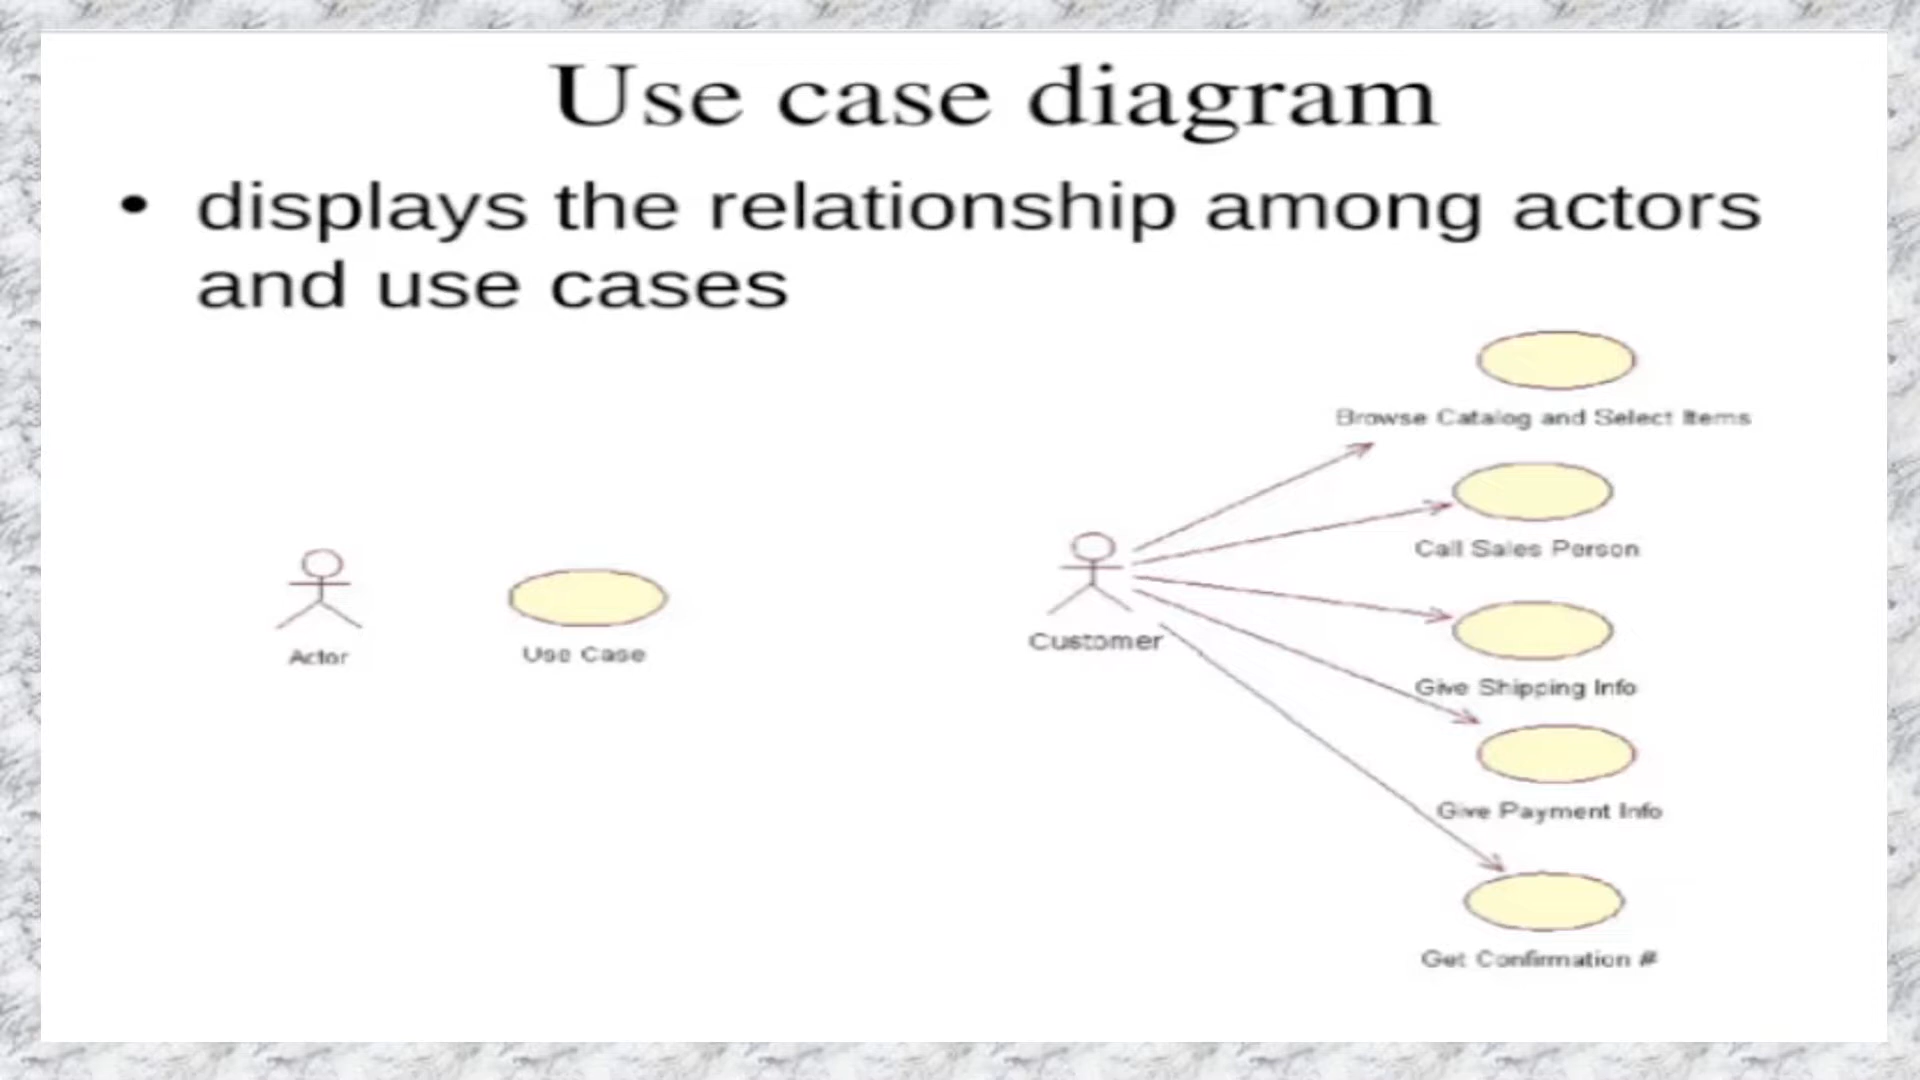 Use case diagram
• displays the relationship among actors
and use cases
Browse Catalog and Select Items
Call Sales Person
Customer
Actor
Use Case
Give Shipping Info
Give Payment Info
Get Confirmation #